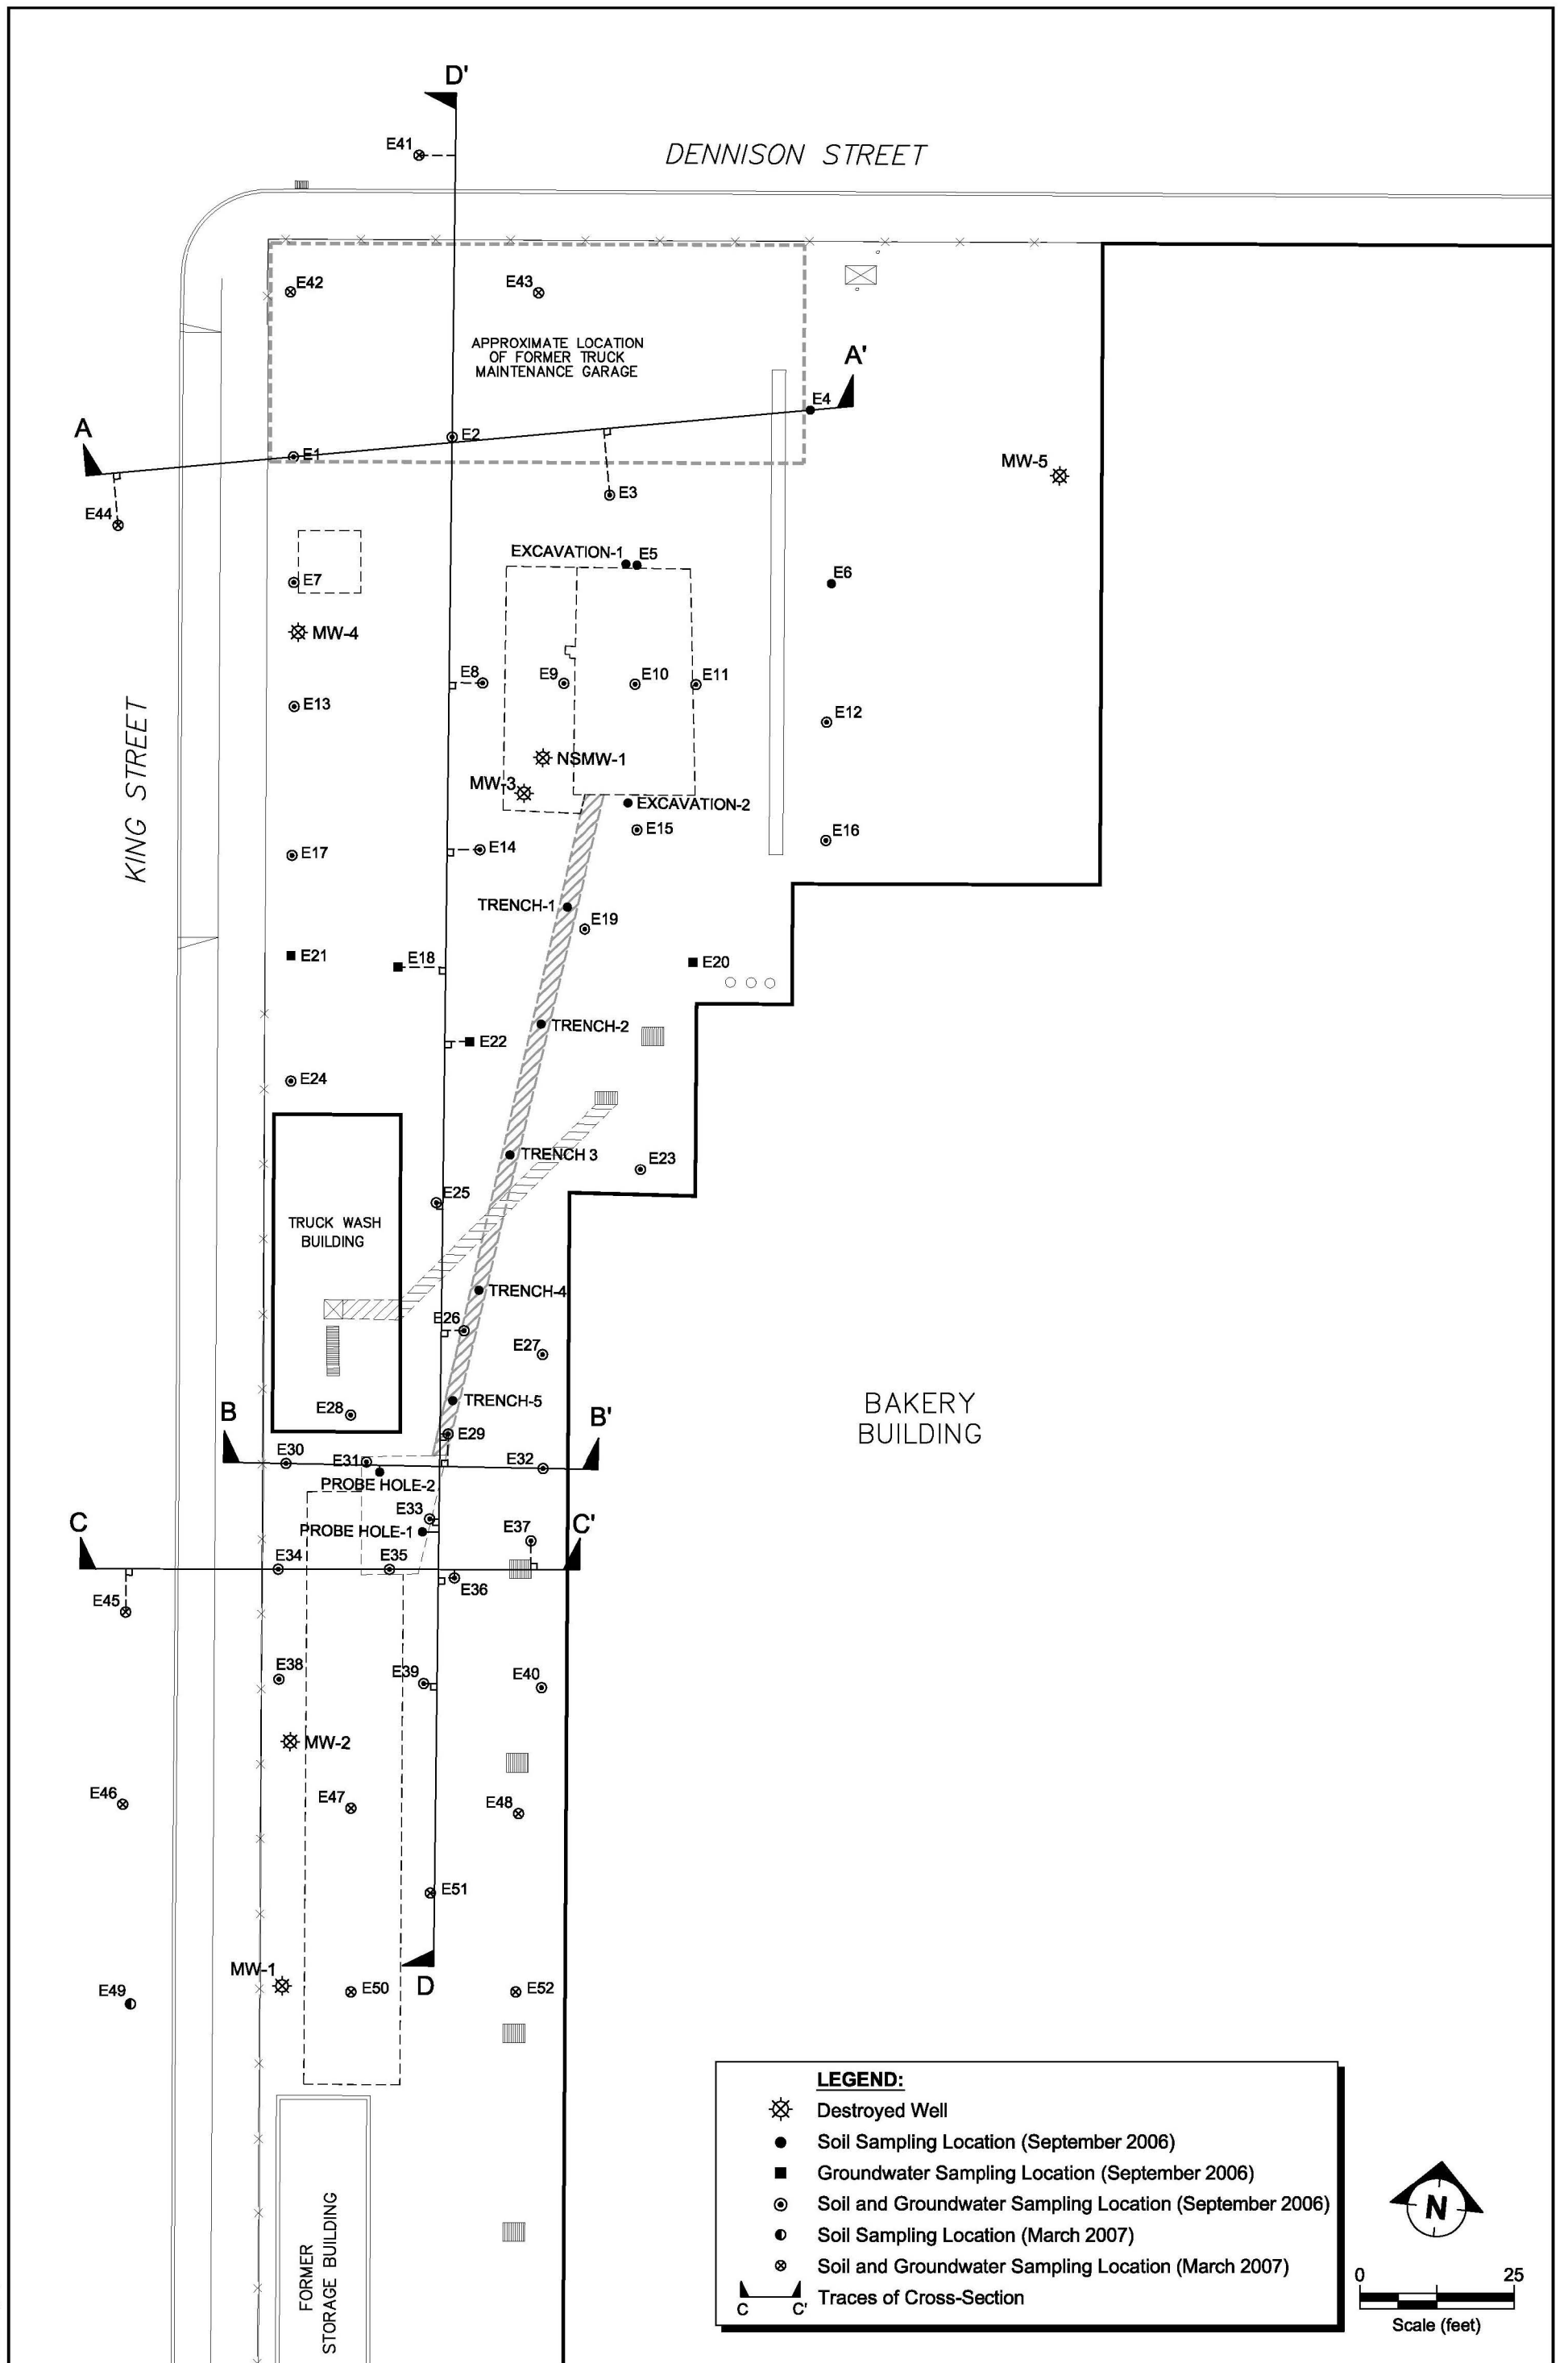 D'
E41
DENNISON STREET
E42
E43
APPROXIMATE LOCATION
OF FORMER TRUCK
MAINTENANCE GARAGE
A'
E4
A
E2
E1
MW-5
E3
E44
EXCAVATION-1
E5
E7
E6
MW-4
E8
E9
E10
E11
E13
E12
KING STREET
NSMW-1
MW-3
EXCAVATION-2
E15
E16
E17
E14
TRENCH-1
E19
E21
E18
E20
TRENCH-2
E22
E24
TRENCH 3
E23
E25
TRUCK WASH
BUILDING
TRENCH-4
E26
E27
TRENCH-5
BAKERY
BUILDING
E28
B
B'
E29
E30
E31
E32
PROBE HOLE-2
E33
C
PROBE HOLE-1
E37
C'
E34
E35
E36
E45
E38
E39
E40
MW-2
E46
E47
E48
E51
MW-1
D
E49
E50
E52
LEGEND:
Destroyed Well
Soil Sampling Location (September 2006)
Groundwater Sampling Location (September 2006)
Soil and Groundwater Sampling Location (September 2006)
Soil Sampling Location (March 2007)
Soil and Groundwater Sampling Location (March 2007)
C C' Traces of Cross-Section
N
0 25
Scale (feet)
FORMER
STORAGE BUILDING